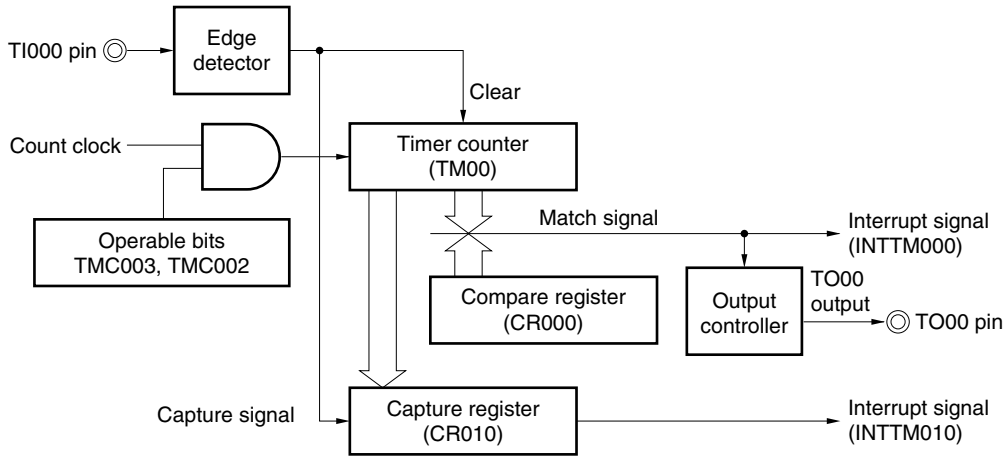 TI000 pin
Edge
detector
Clear
Count clock
Timer counter
(TM00)
Operable bits
TMC003, TMC002
Match signal
Interrupt signal
(INTTM000)
Compare register
(CR000)
Output
controller
TO00
output
TO00 pin
Capture signal
Capture register
(CR010)
Interrupt signal
(INTTM010)